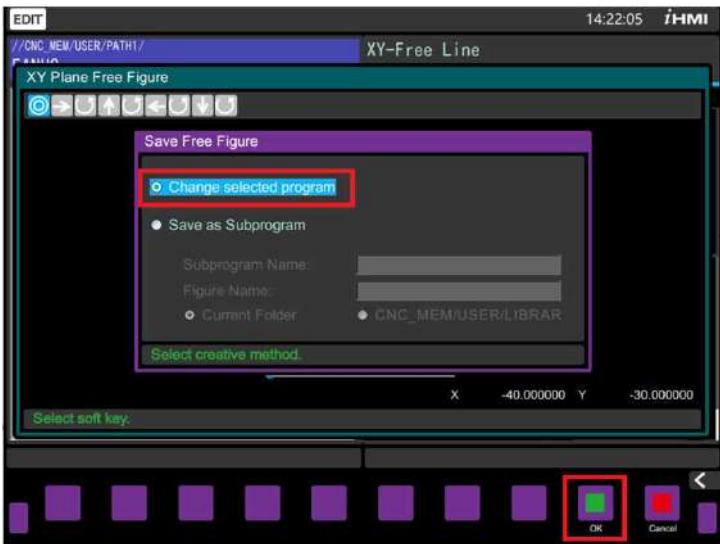 EDIT 14:22:05 iHMI
//CNC_MEM/USER/PATH1/
XY-Free Line
XY Plane Free Figure
Save Free Figure
Change selected program
Save as Subprogram
Subprogram Name:
Figure Name:
Current Folder CNC_MEM/USER/LIBRAR
Select creative method.
X -40.000000 Y -30.000000
Select soft key.
OK Cancel